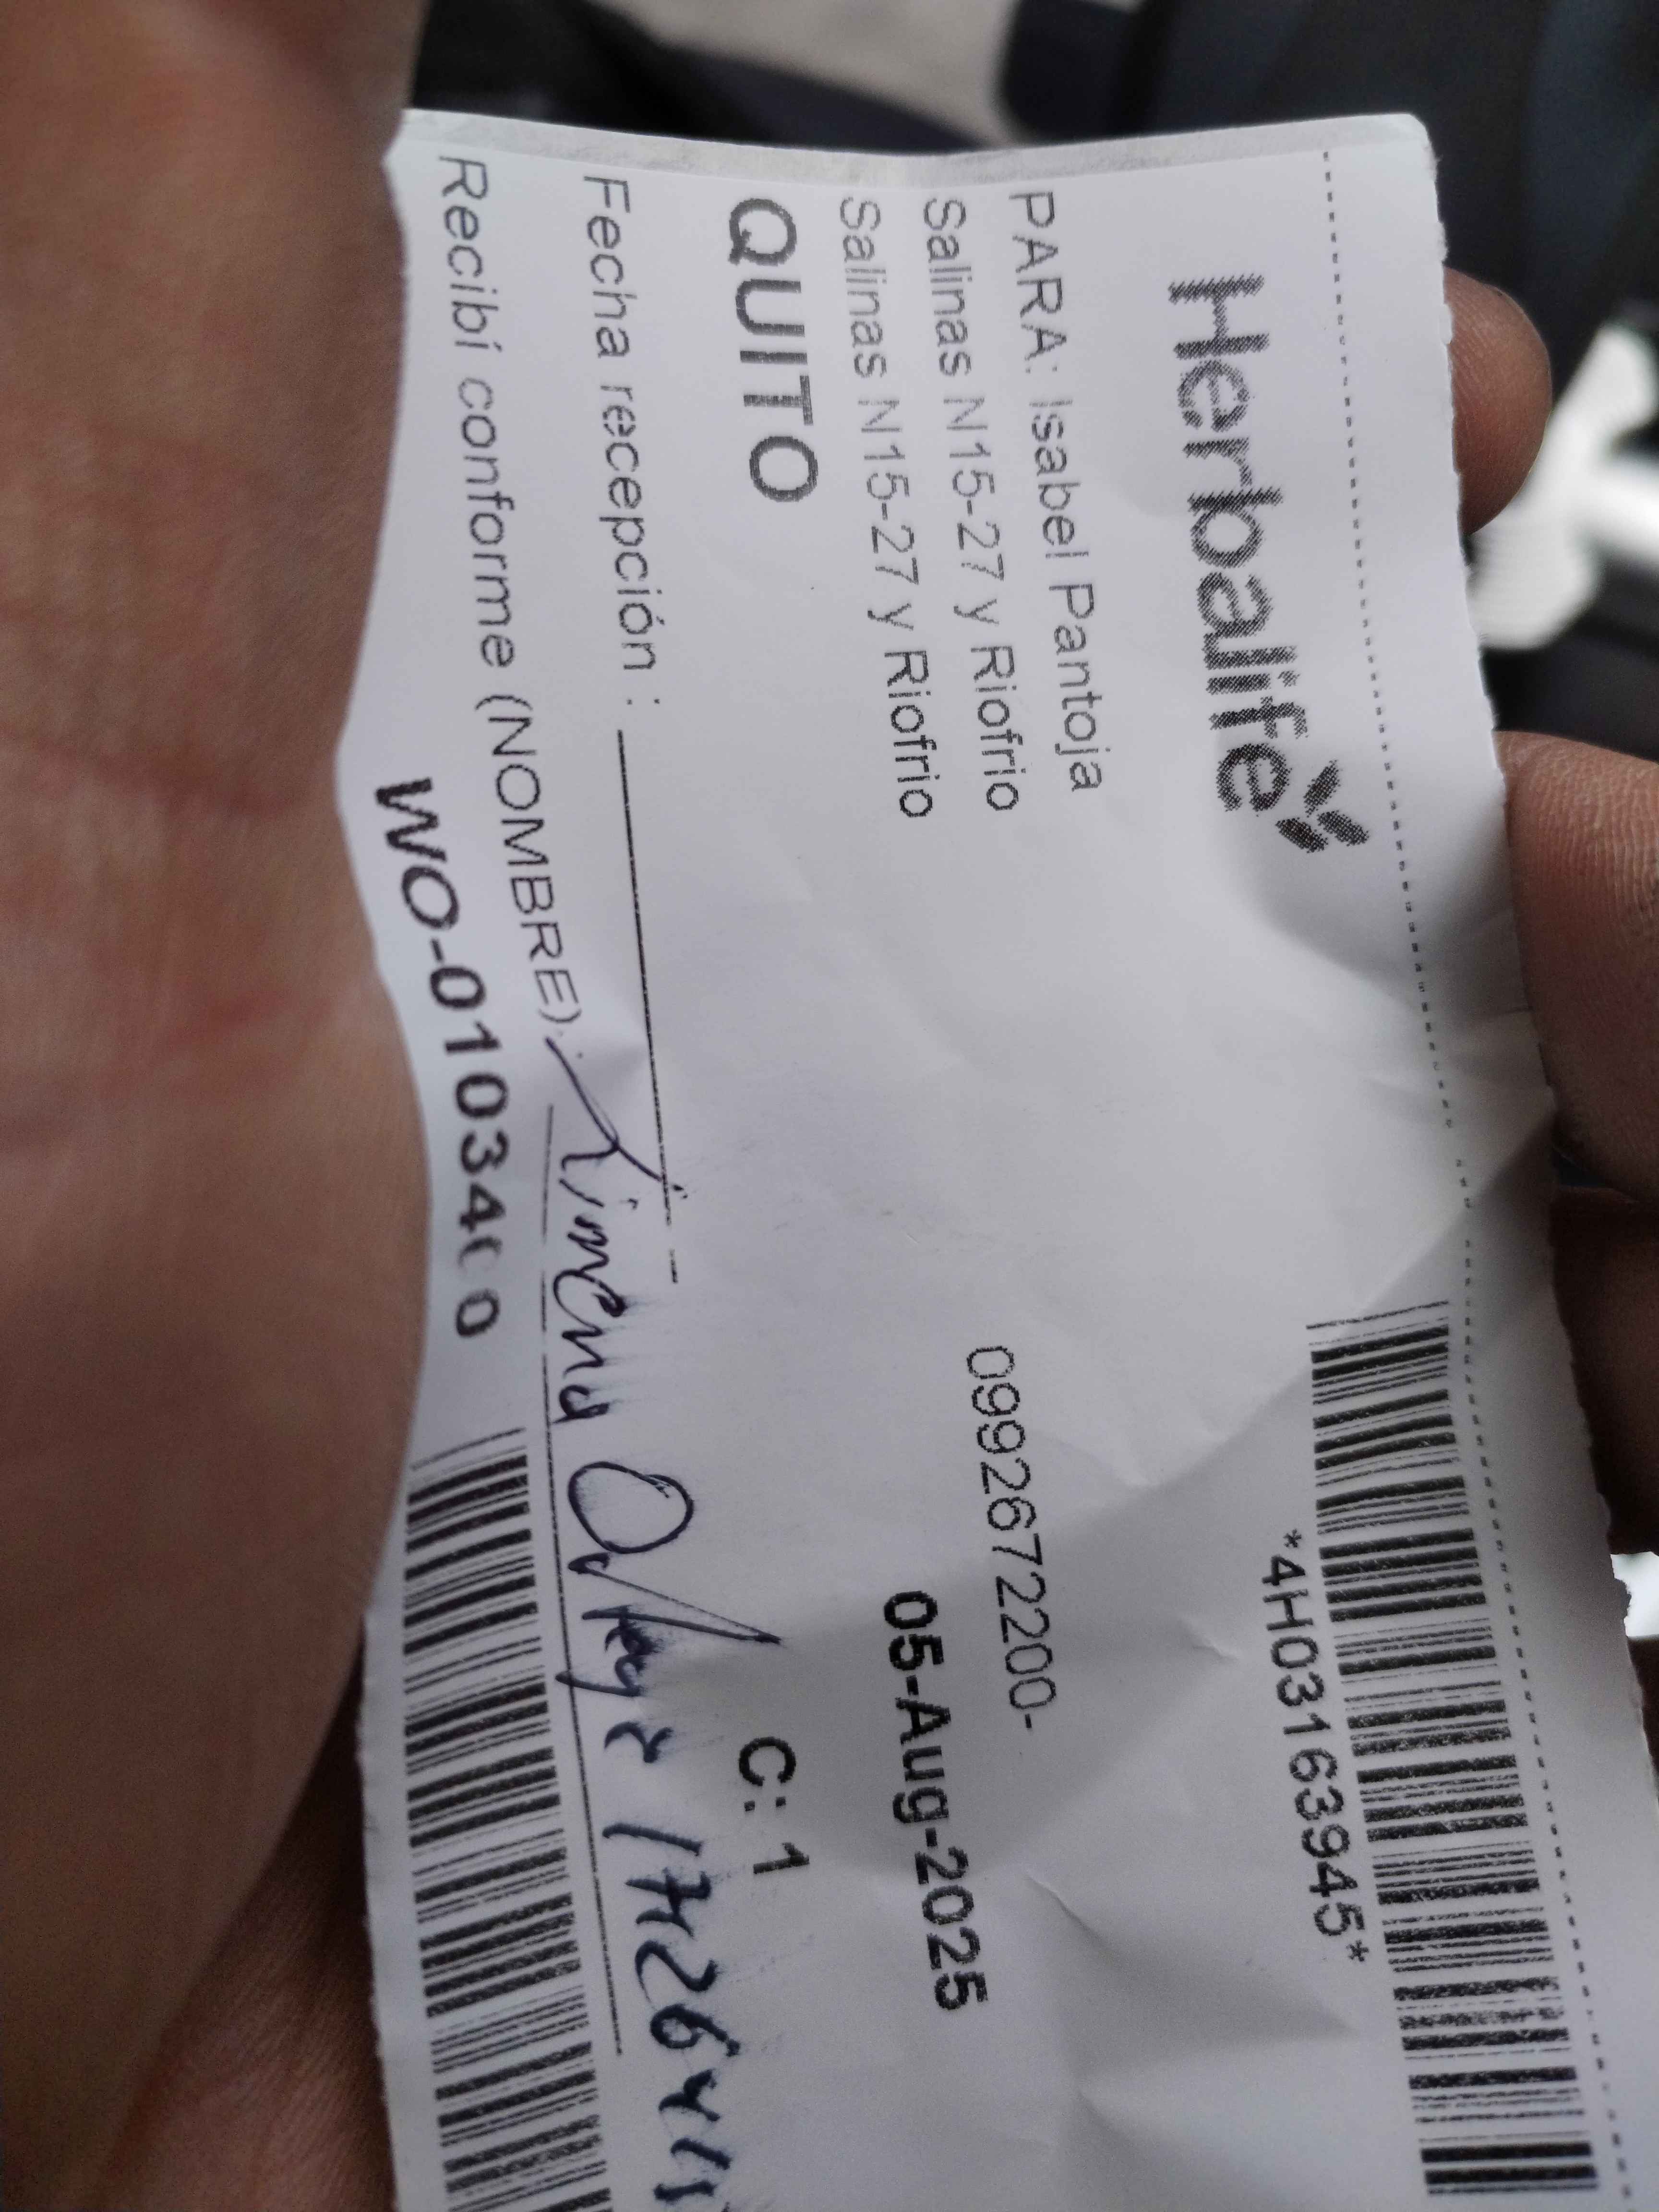 Herbalife
*4H03163945*
PARA: Isabel Pantoja
Salinas N15-27 y Riofrio
0992672200-
Salinas N15-27 y Riofrio
05-Aug-2025
QUITO
C: 1
Fecha recepción :
Recibí conforme (NOMBRE): Ximena